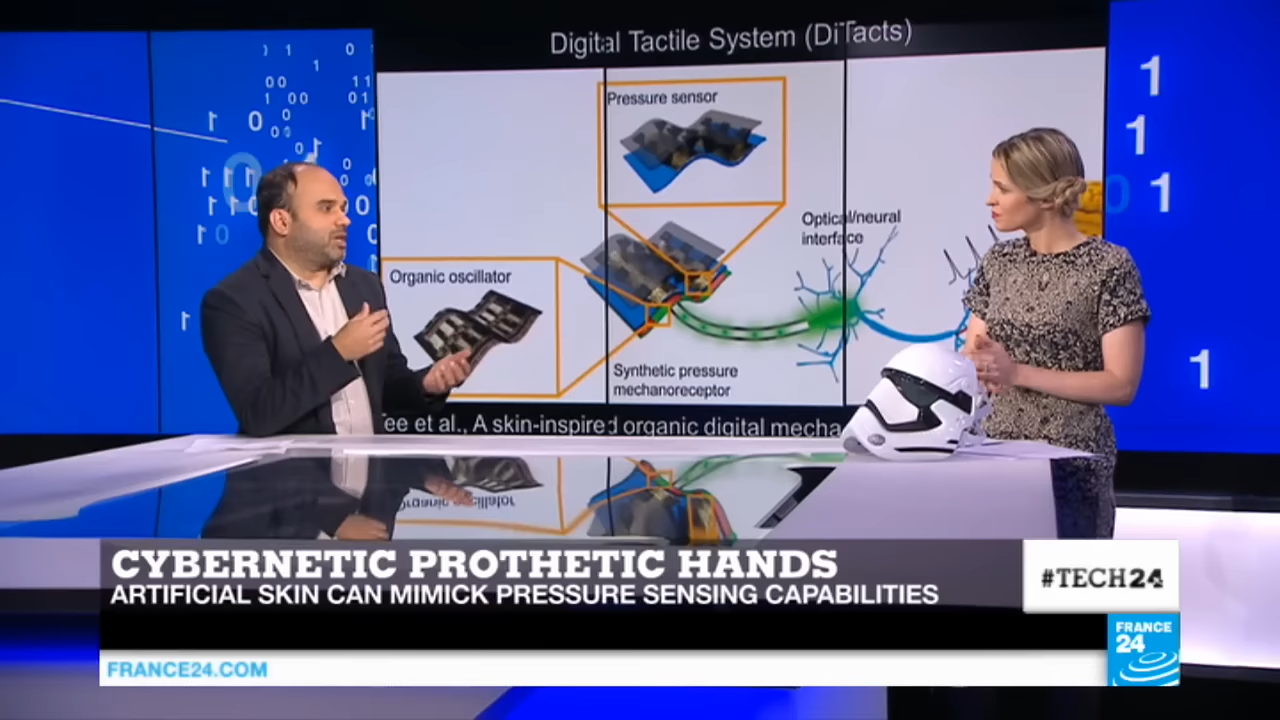 Digital Tactile System (DiTacts)
Pressure sensor
Optical/neural
interface
Organic oscillator
Synthetic pressure
mechanoreceptor
ee et al., A skin-inspired organic digital mecha
CYBERNETIC PROTHETIC HANDS
ARTIFICIAL SKIN CAN MIMICK PRESSURE SENSING CAPABILITIES
#TECH24
FRANCE
24
FRANCE24.COM